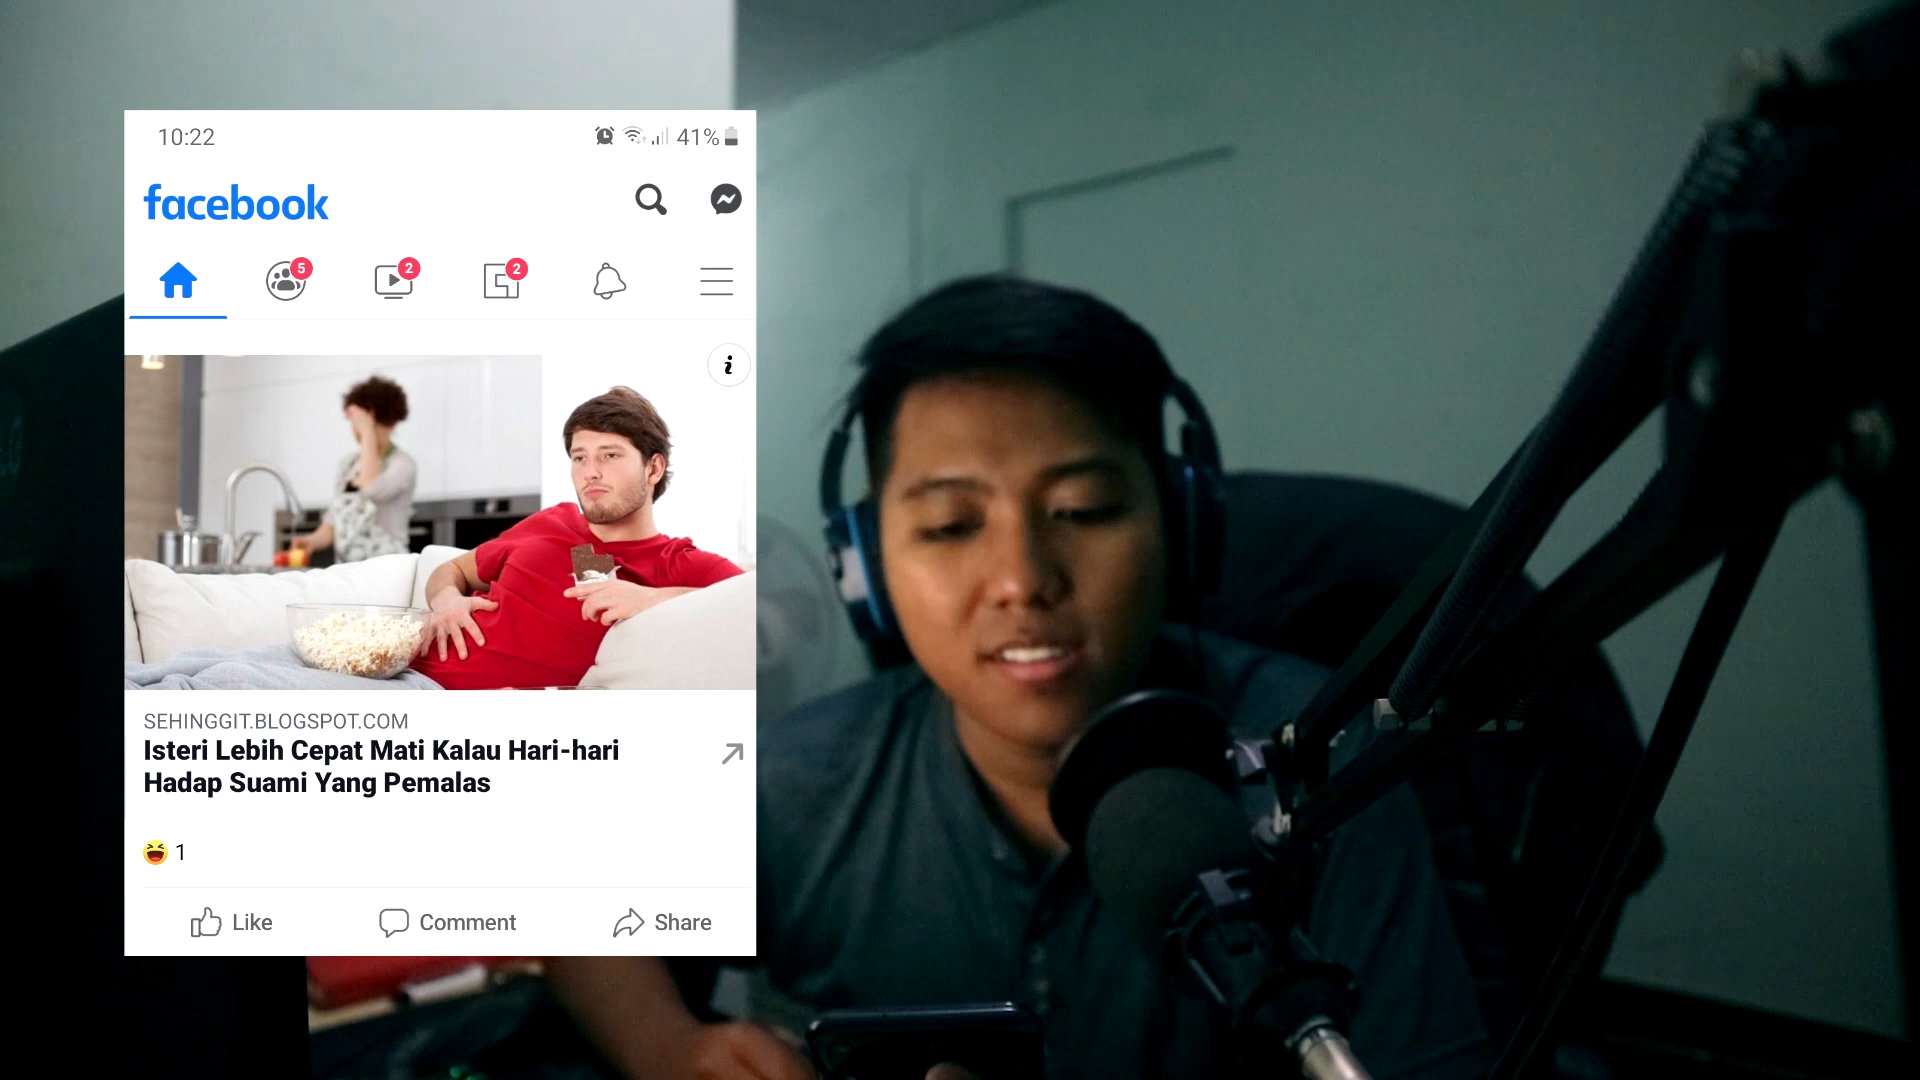 10:22
41%
facebook
5
2
2
i
SEHINGGIT.BLOGSPOT.COM
Isteri Lebih Cepat Mati Kalau Hari-hari
Hadap Suami Yang Pemalas
1
Like
Comment
Share